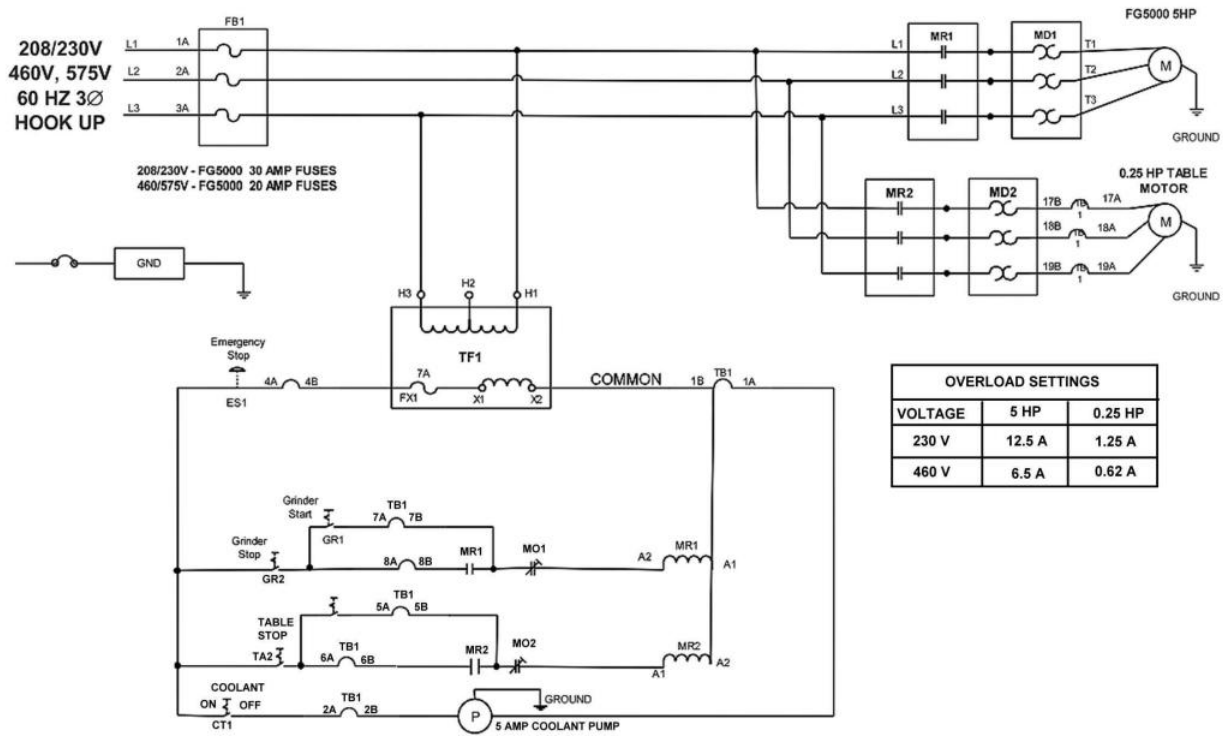 FG5000 5HP
FB1
208/230V
460V, 575V
60 HZ 3Ø
HOOK UP
L1 1A
L2 2A
L3 3A
L1 MR1 MD1 T1
L2 T2
L3 T3
M
GROUND
208/230V - FG5000 30 AMP FUSES
460/575V - FG5000 20 AMP FUSES
0.25 HP TABLE
MOTOR
MR2 MD2
17B TB 1 17A
18B TB 1 18A
19B TB 1 19A
M
GROUND
GND
H3 H2 H1
TF1
7A
FX1 X1 X2
Emergency
Stop
ES1
4A 4B
COMMON
1B TB1 1A
OVERLOAD SETTINGS
VOLTAGE 5 HP 0.25 HP
230 V 12.5 A 1.25 A
460 V 6.5 A 0.62 A
Grinder
Start
GR1
TB1
7A 7B
Grinder
Stop
GR2
8A 8B
MR1
MO1
A2 MR1 A1
TB1
5A 5B
TABLE
STOP
TA2
TB1
6A 6B
MR2
MO2
A1 MR2 A2
COOLANT
ON OFF
CT1
TB1
2A 2B
P
GROUND
5 AMP COOLANT PUMP